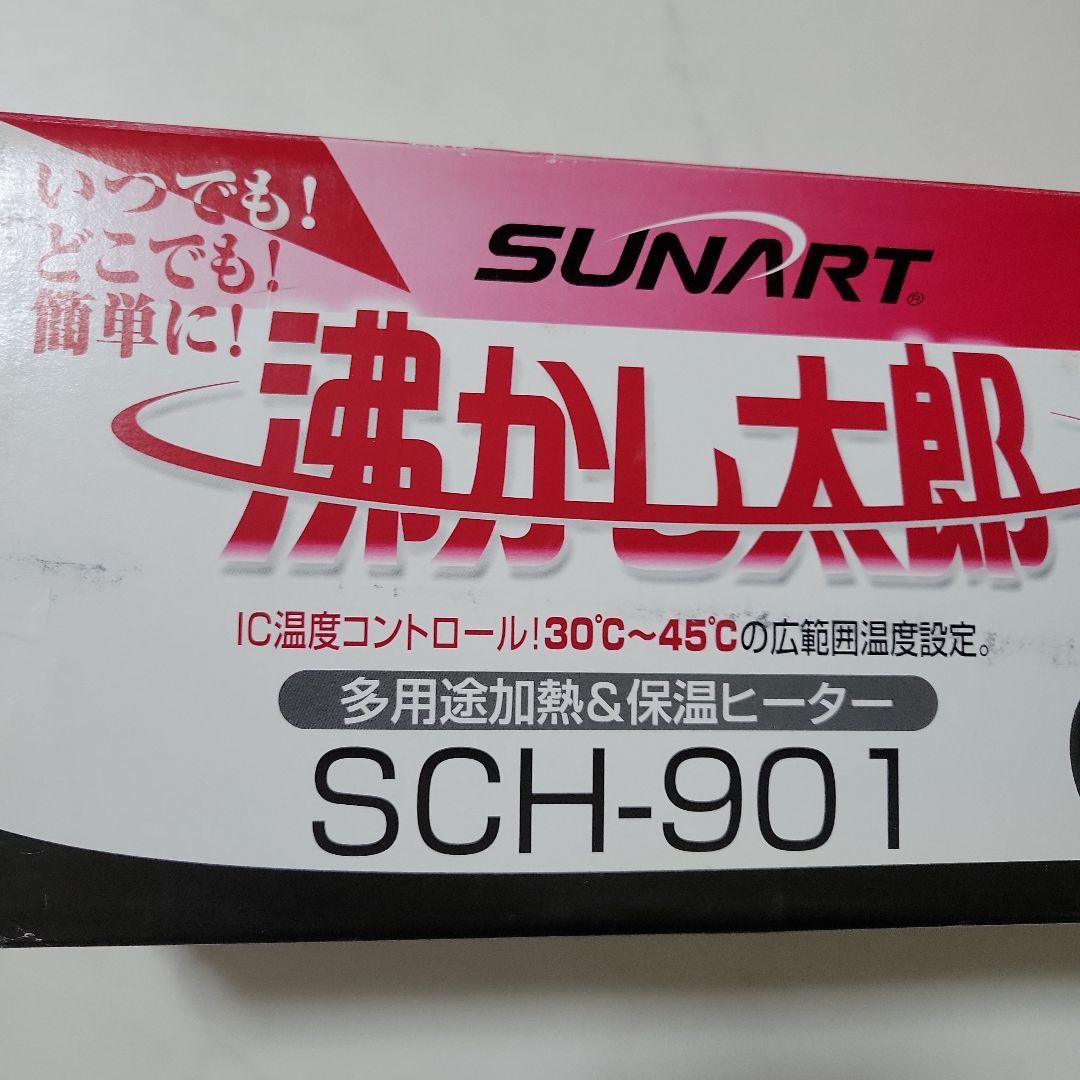 いつでも!
どこでも!
簡単に!
SUNART®
沸かし太郎
IC温度コントロール!30℃〜45℃の広範囲温度設定。
多用途加熱&保温ヒーター
SCH-901